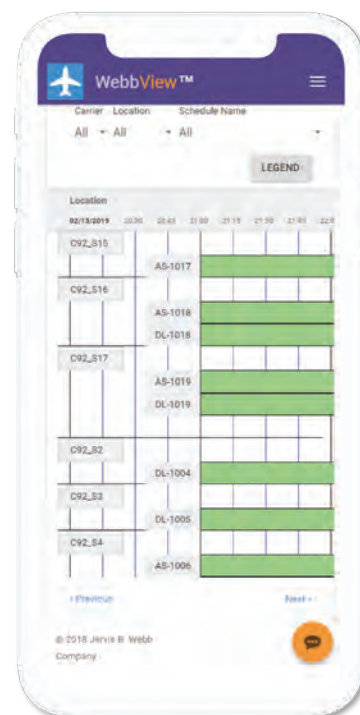 WebbView™
Carrier Location Schedule Name
All All All
LEGEND
Location
02/13/2019 20:30 20:45 21:00 21:15 21:30 21:45
C92_S15
AS-1017
C92_S16
AS-1018
DL-1018
C92_S17
AS-1019
DL-1019
C92_S2
DL-1004
C92_S3
DL-1005
C92_S4
AS-1006
‹ Previous Next ›
© 2018 Jervis B. Webb
Company